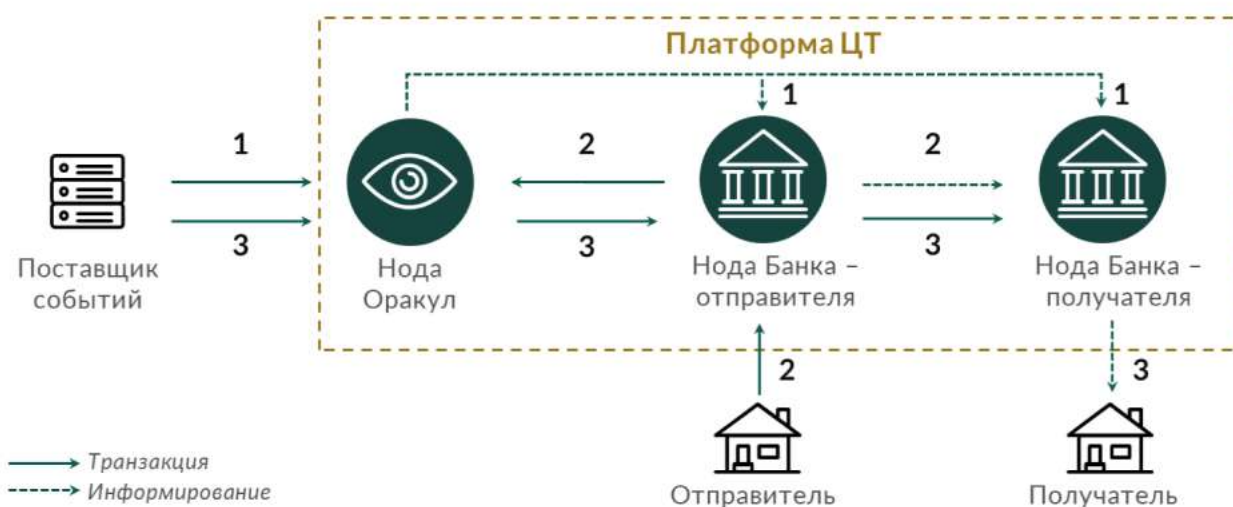 Платформа ЦТ
1
1
1
2
2
3
3
3
Поставщик
событий
Нода
Оракул
Нода Банка –
отправителя
Нода Банка –
получателя
2
3
Транзакция
Информирование
Отправитель
Получатель